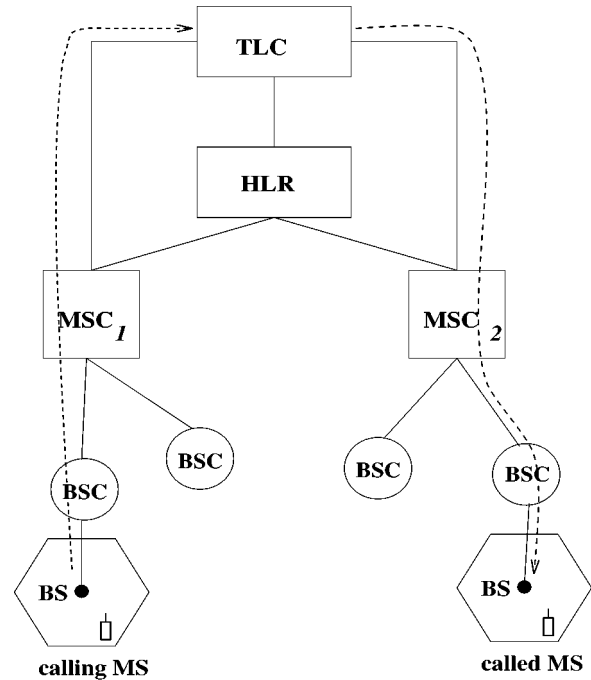 TLC
HLR
MSC 1
MSC 2
BSC
BSC
BSC
BSC
BS
BS
calling MS
called MS